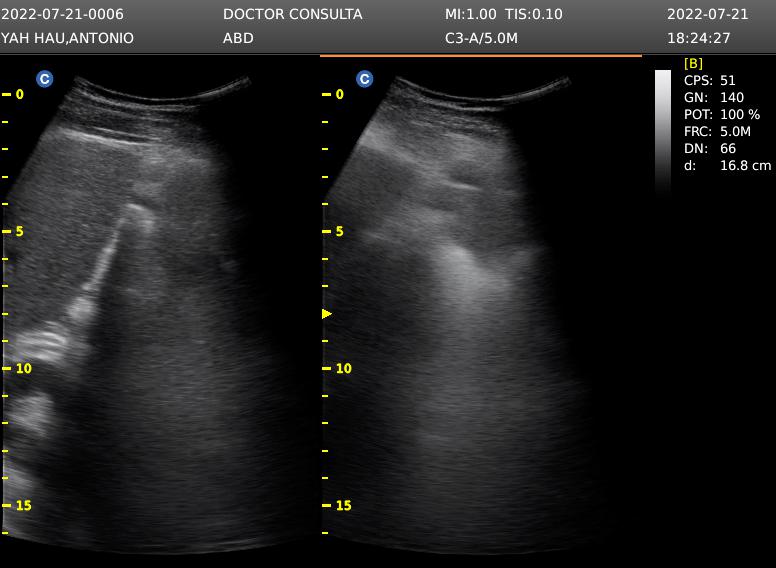 2022-07-21-0006 DOCTOR CONSULTA MI:1.00 TIS:0.10 2022-07-21
YAH HAU,ANTONIO ABD C3-A/5.0M 18:24:27
[B]
CPS: 51
GN: 140
POT: 100 %
FRC: 5.0M
DN: 66
d: 16.8 cm
C
0
5
10
15
C
0
5
10
15